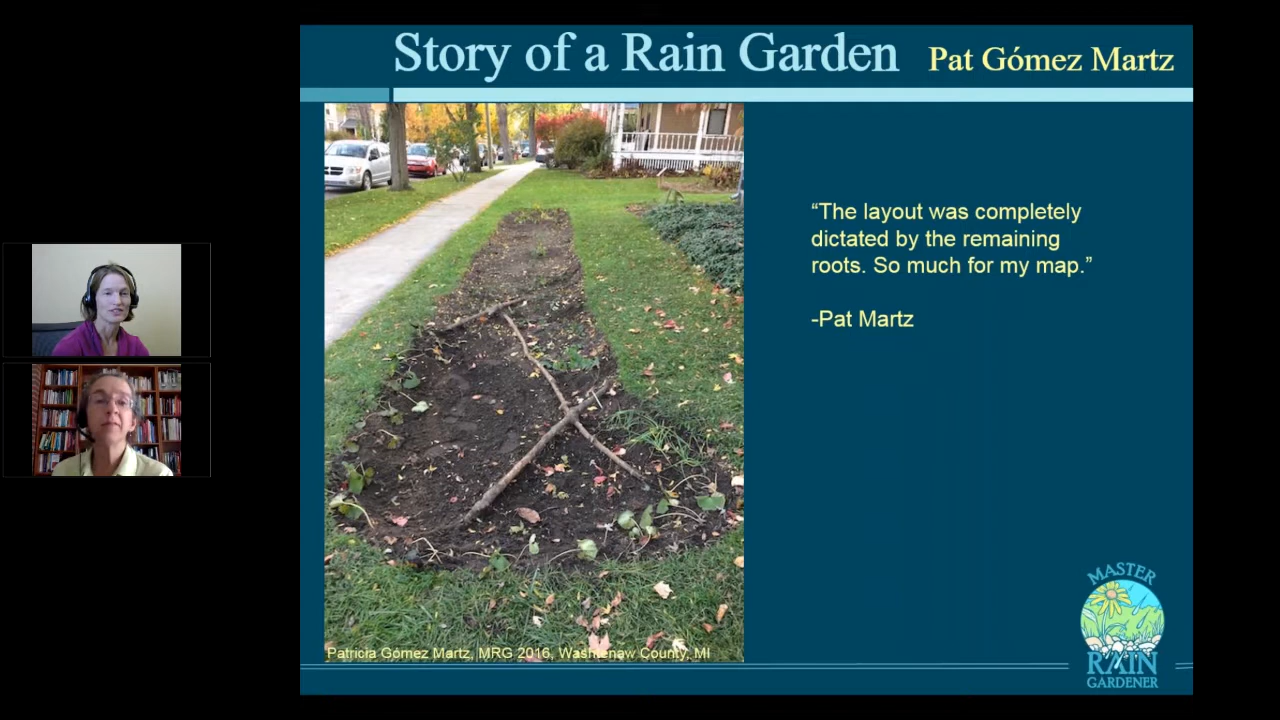 Story of a Rain Garden Pat Gómez Martz
“The layout was completely
dictated by the remaining
roots. So much for my map.”
-Pat Martz
Patricia Gómez Martz, MRG 2016, Washtenaw County, MI
MASTER
RAIN
GARDENER